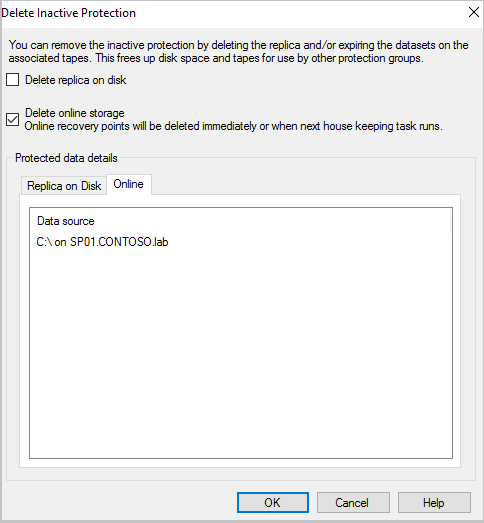 Delete Inactive Protection
You can remove the inactive protection by deleting the replica and/or expiring the datasets on the
associated tapes. This frees up disk space and tapes for use by other protection groups.
Delete replica on disk
Delete online storage
Online recovery points will be deleted immediately or when next house keeping task runs.
Protected data details
Replica on Disk Online
Data source
C:\ on SP01.CONTOSO.lab
OK Cancel Help